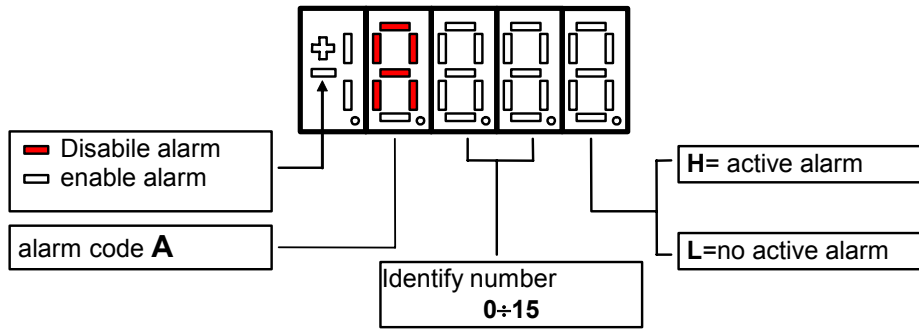 Disabile alarm
enable alarm
alarm code A
Identify number
0÷15
H= active alarm
L=no active alarm